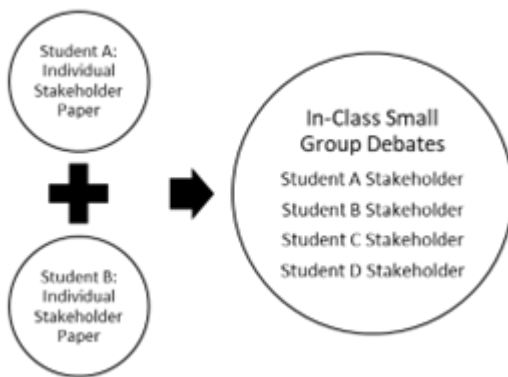 Student A:
Individual
Stakeholder
Paper
Student B:
Individual
Stakeholder
Paper
In-Class Small
Group Debates
Student A Stakeholder
Student B Stakeholder
Student C Stakeholder
Student D Stakeholder